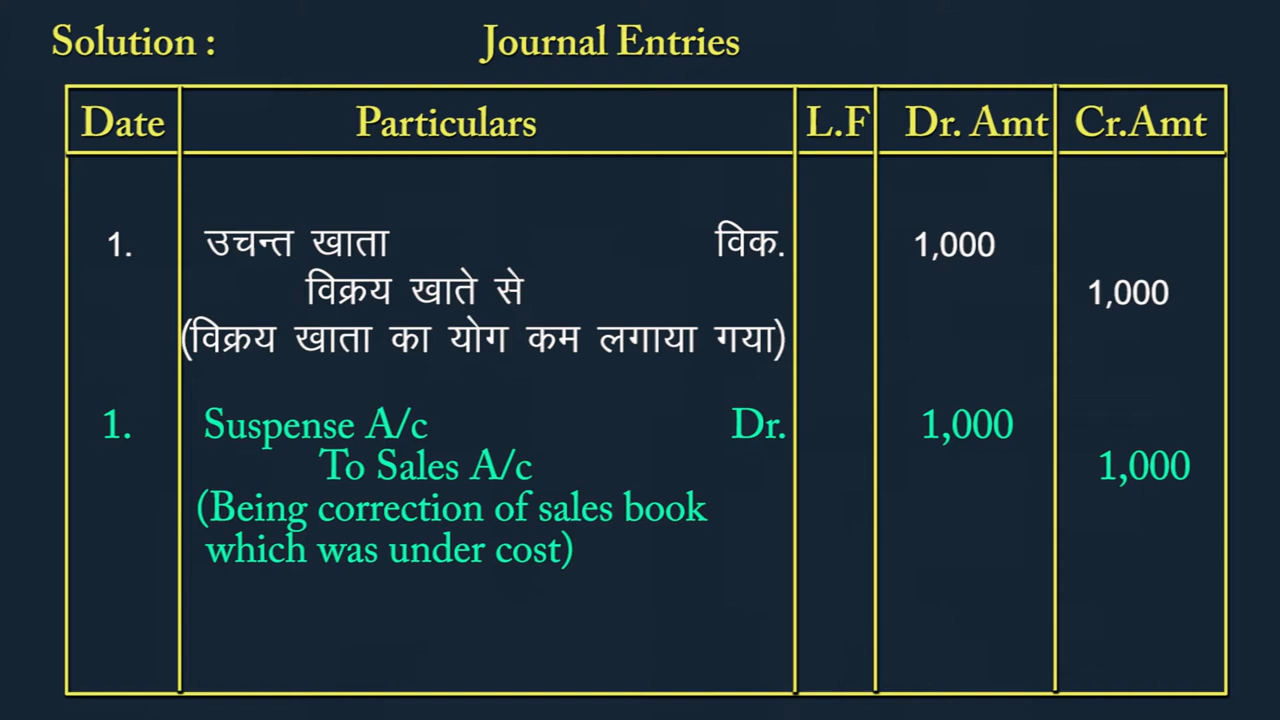 Solution : Journal Entries
Date Particulars L.F Dr. Amt Cr.Amt
1. उचन्त खाता विक. 1,000
विक्रय खाते से 1,000
(विक्रय खाता का योग कम लगाया गया)
1. Suspense A/c Dr. 1,000
To Sales A/c 1,000
(Being correction of sales book
which was under cost)